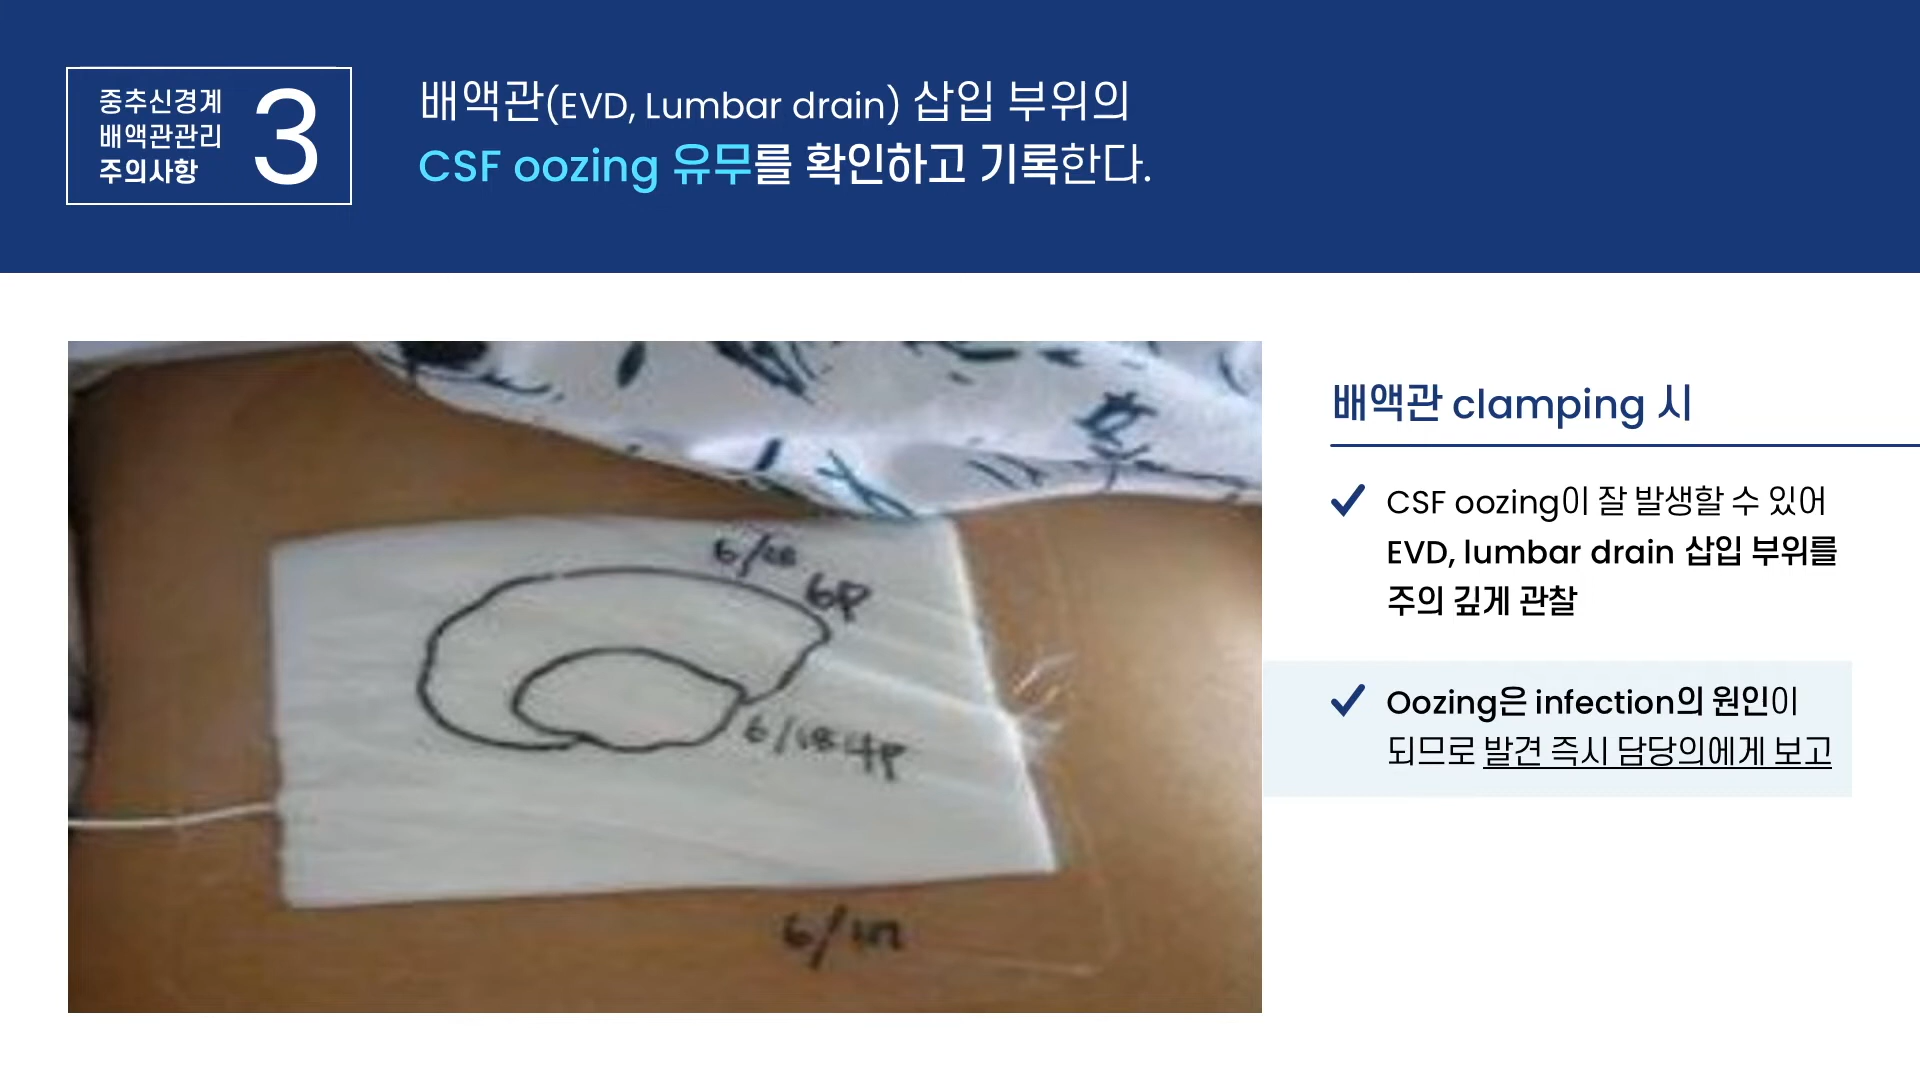 중추신경계
배액관관리
주의사항
3
배액관(EVD, Lumbar drain) 삽입 부위의
CSF oozing 유무를 확인하고 기록한다.
6P
배액관 clamping 시
CSF oozing이 잘 발생할 수 있어
EVD, lumbar drain 삽입 부위를
주의 깊게 관찰
Oozing은 infection의 원인이
되므로 발견 즉시 담당의에게 보고